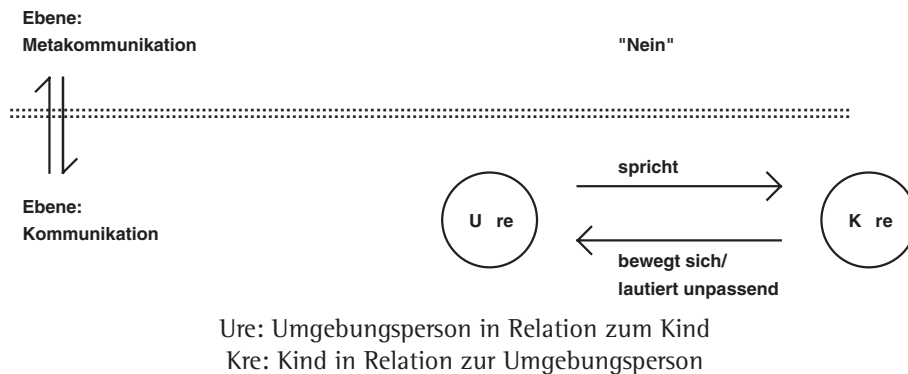 Ebene:
Metakommunikation
"Nein"
spricht
U re
K re
Ebene:
Kommunikation
bewegt sich/
lautiert unpassend
Ure: Umgebungsperson in Relation zum Kind
Kre: Kind in Relation zur Umgebungsperson